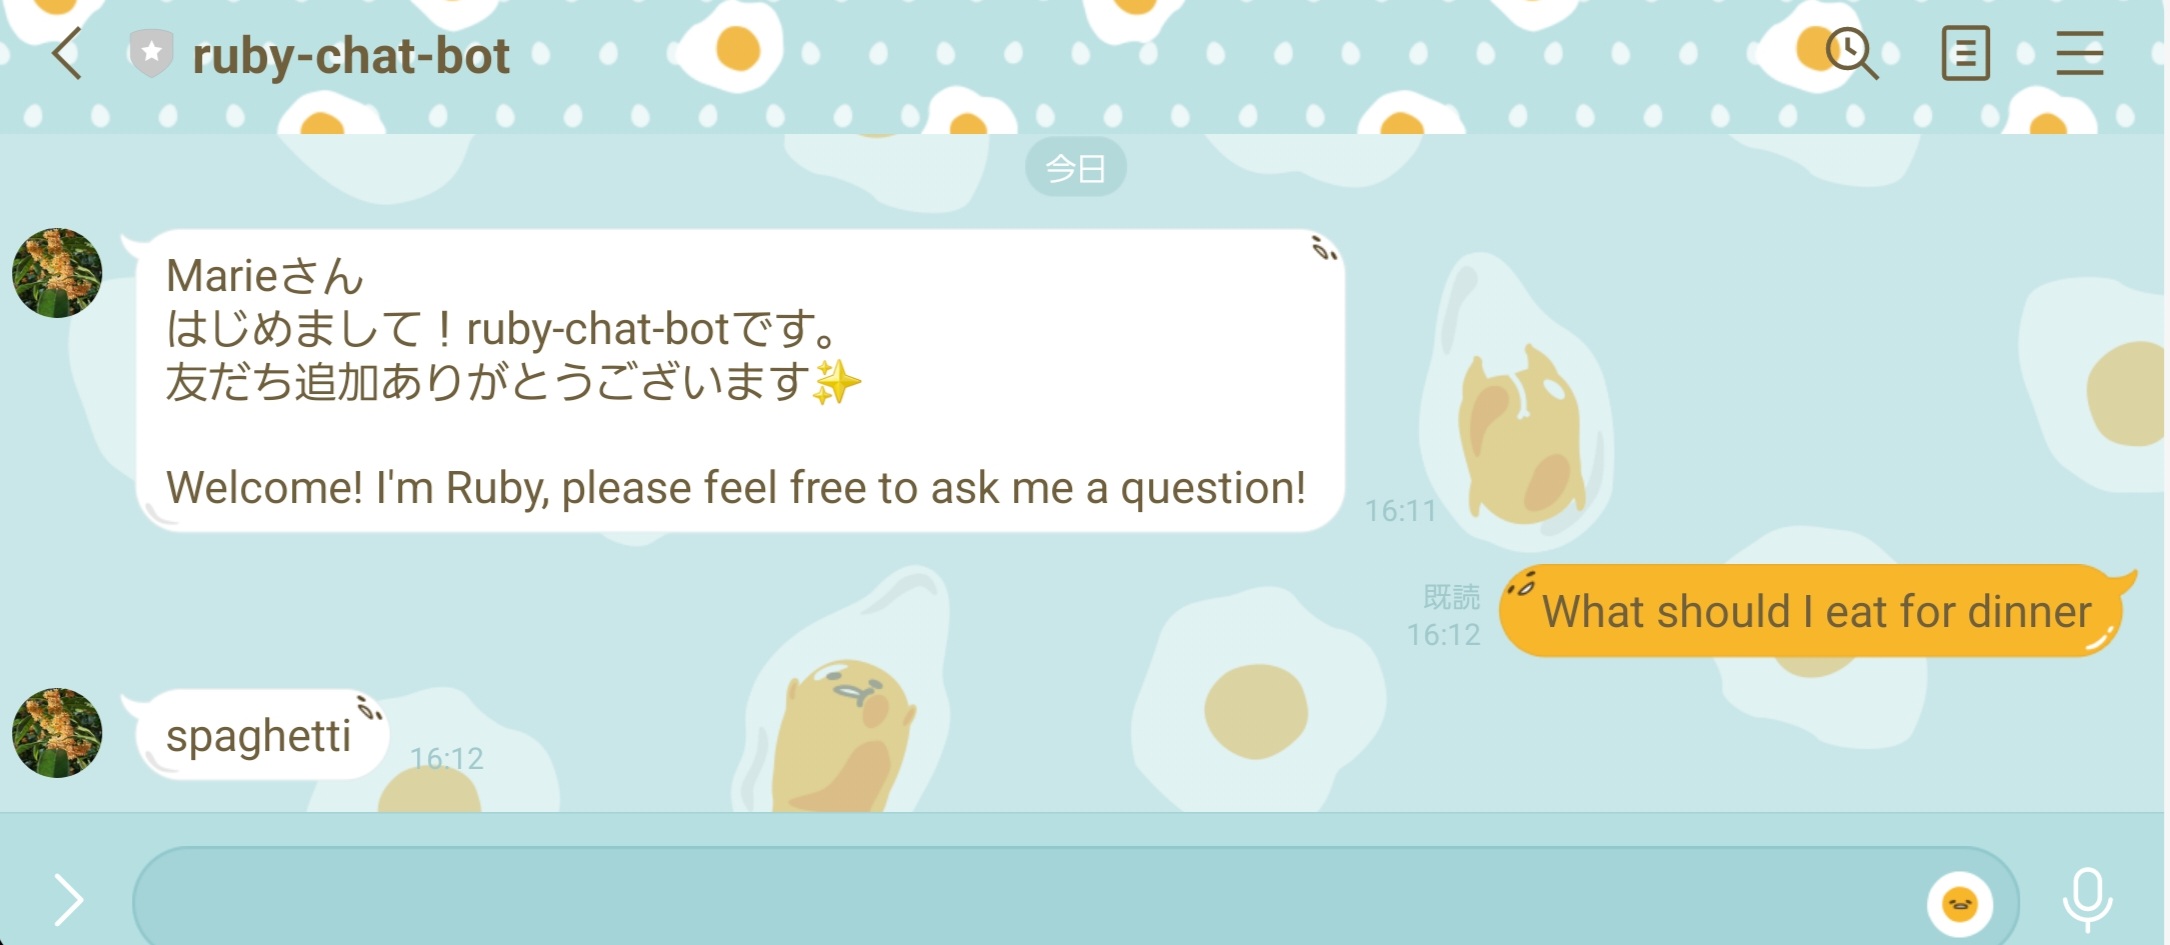 ruby-chat-bot
今日
Marieさん
はじめまして！ruby-chat-botです。
友だち追加ありがとうございます✨
Welcome! I'm Ruby, please feel free to ask me a question!
16:11
既読
16:12
What should I eat for dinner
spaghetti
16:12